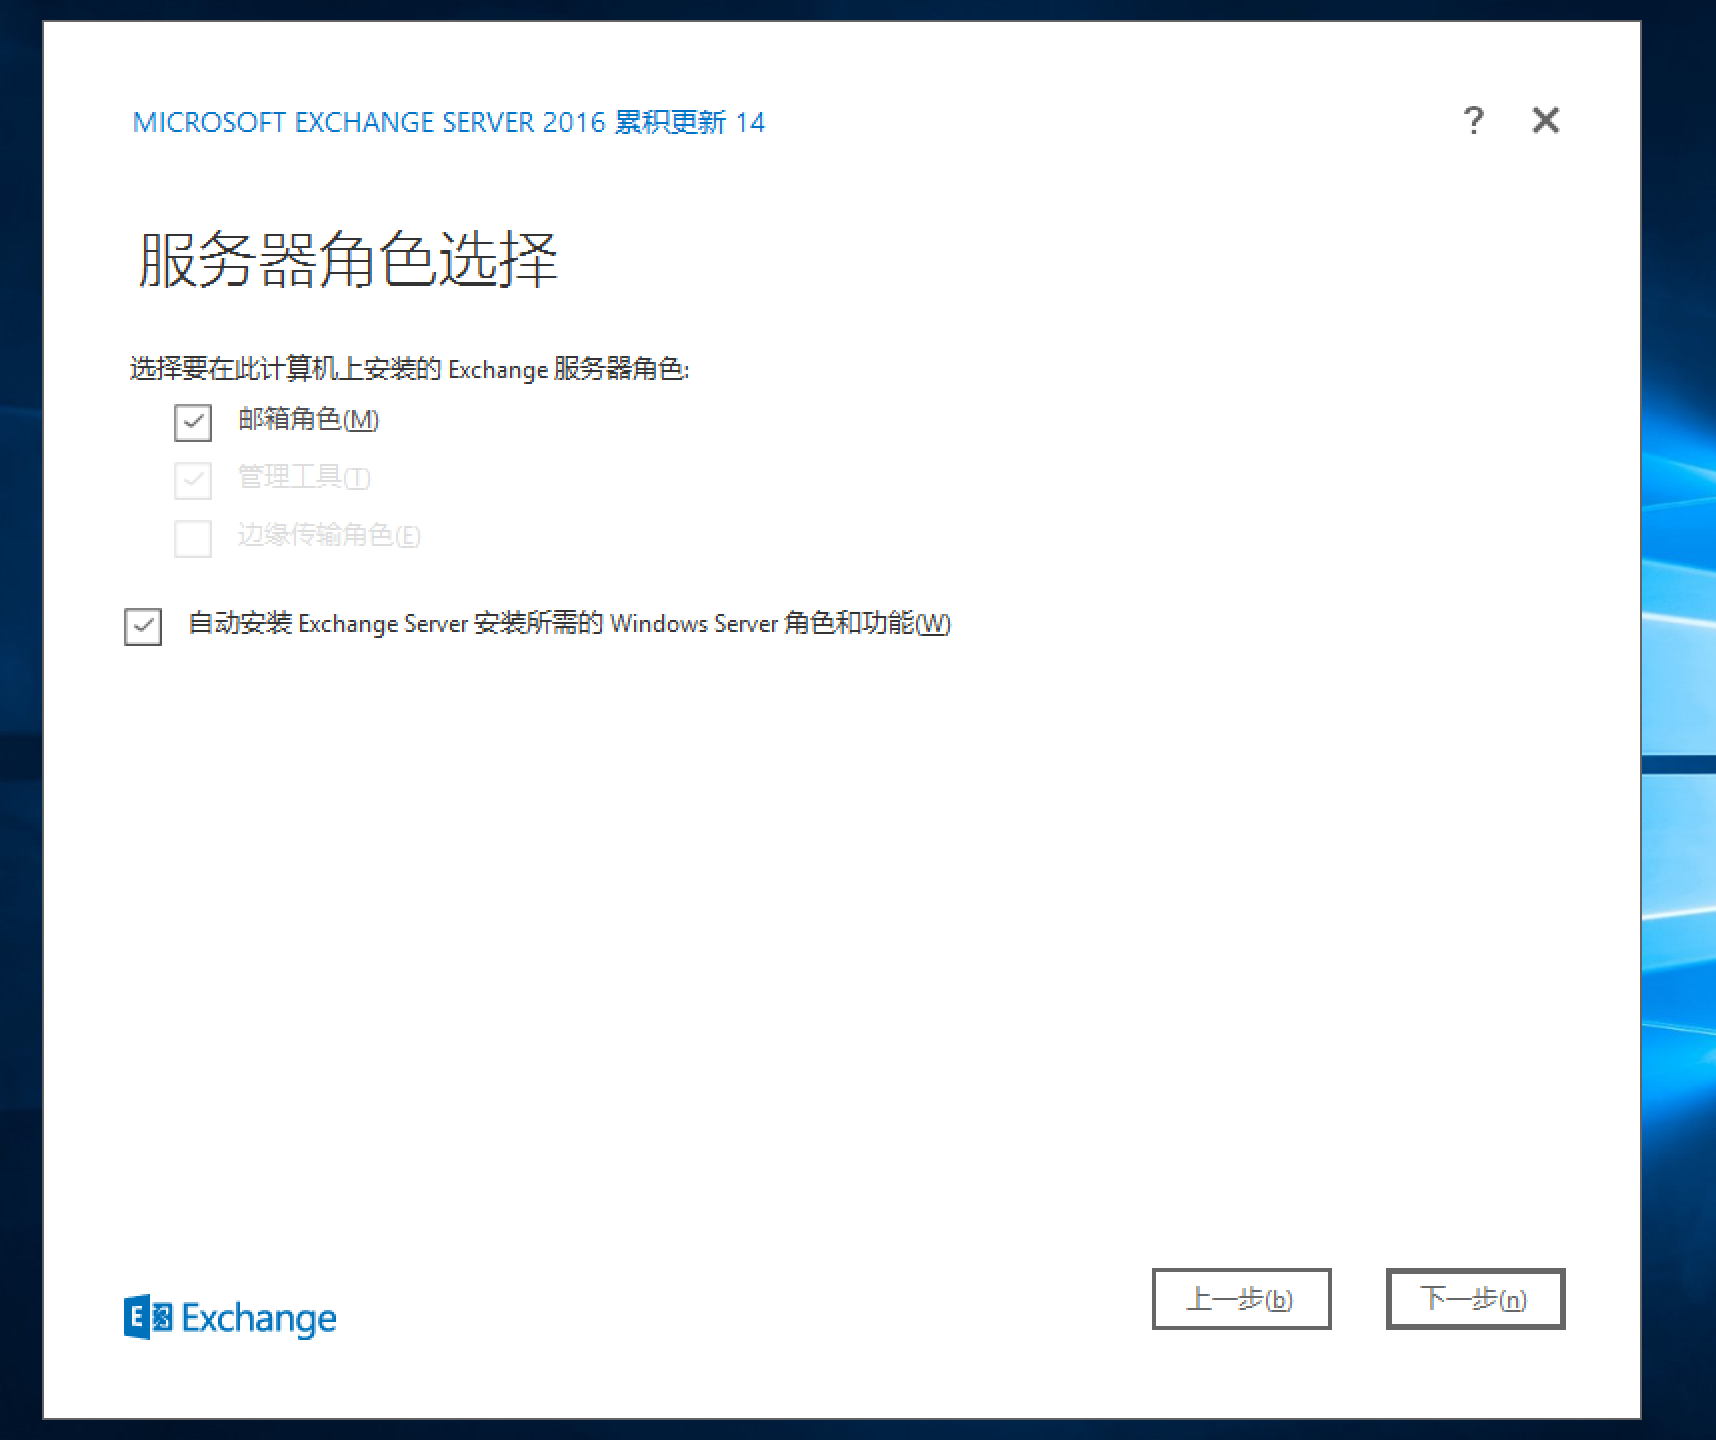 MICROSOFT EXCHANGE SERVER 2016 累积更新 14
?
服务器角色选择
选择要在此计算机上安装的 Exchange 服务器角色:
邮箱角色(M)
管理工具(T)
边缘传输角色(E)
自动安装 Exchange Server 安装所需的 Windows Server 角色和功能(W)
E Exchange
上一步(b)
下一步(n)